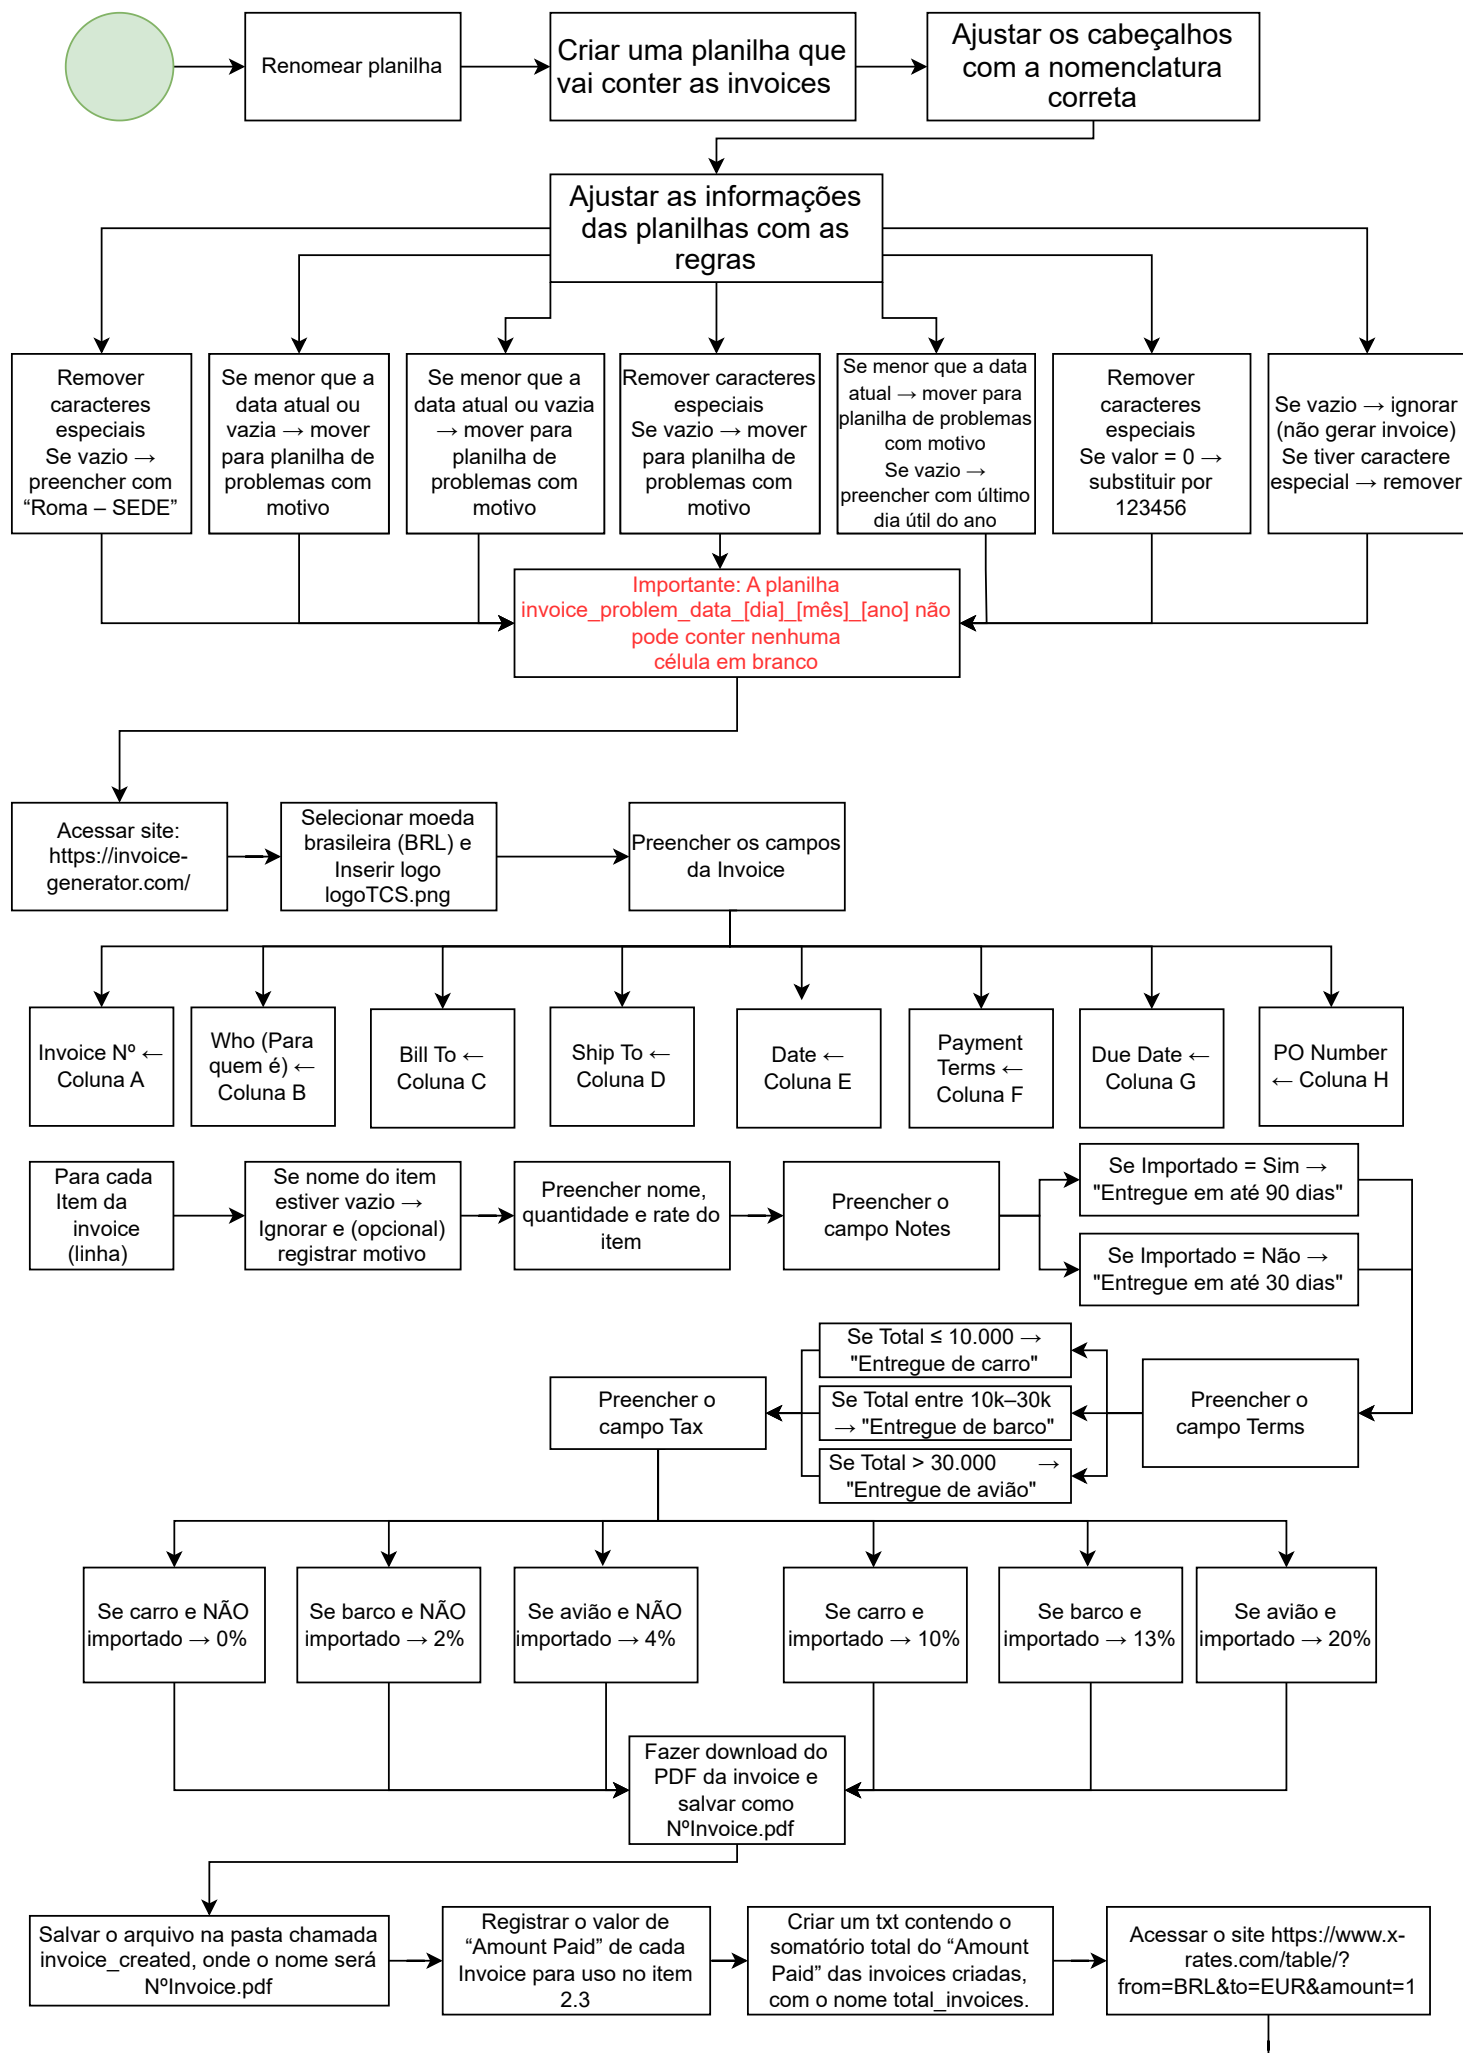 Renomear planilha
Criar uma planilha que
vai conter as invoices
Ajustar os cabeçalhos
com a nomenclatura
correta
Ajustar as informações
das planilhas com as
regras
Remover
caracteres
especiais
Se vazio →
preencher com
“Roma – SEDE”
Se menor que a
data atual ou
vazia → mover
para planilha de
problemas com
motivo
Se menor que a
data atual ou vazia
→ mover para
planilha de
problemas com
motivo
Remover caracteres
especiais
Se vazio → mover
para planilha de
problemas com
motivo
Se menor que a data
atual → mover para
planilha de problemas
com motivo
Se vazio →
preencher com último
dia útil do ano
Remover
caracteres
especiais
Se valor = 0 →
substituir por
123456
Se vazio → ignorar
(não gerar invoice)
Se tiver caractere
especial → remover
Importante: A planilha
invoice_problem_data_[dia]_[mês]_[ano] não
pode conter nenhuma
célula em branco
Acessar site:
https://invoice-
generator.com/
Selecionar moeda
brasileira (BRL) e
Inserir logo
logoTCS.png
Preencher os campos
da Invoice
Invoice Nº ←
Coluna A
Who (Para
quem é) ←
Coluna B
Bill To ←
Coluna C
Ship To ←
Coluna D
Date ←
Coluna E
Payment
Terms ←
Coluna F
Due Date ←
Coluna G
PO Number
← Coluna H
Para cada
Item da
invoice
(linha)
Se nome do item
estiver vazio →
Ignorar e (opcional)
registrar motivo
Preencher nome,
quantidade e rate do
item
Preencher o
campo Notes
Se Importado = Sim →
"Entregue em até 90 dias"
Se Importado = Não →
"Entregue em até 30 dias"
Preencher o
campo Terms
Se Total ≤ 10.000 →
"Entregue de carro"
Se Total entre 10k–30k
→ "Entregue de barco"
Se Total > 30.000 →
"Entregue de avião"
Preencher o
campo Tax
Se carro e NÃO
importado → 0%
Se barco e NÃO
importado → 2%
Se avião e NÃO
importado → 4%
Se carro e
importado → 10%
Se barco e
importado → 13%
Se avião e
importado → 20%
Fazer download do
PDF da invoice e
salvar como
NºInvoice.pdf
Salvar o arquivo na pasta chamada
invoice_created, onde o nome será
NºInvoice.pdf
Registrar o valor de
“Amount Paid” de cada
Invoice para uso no item
2.3
Criar um txt contendo o
somatório total do “Amount
Paid” das invoices criadas,
com o nome total_invoices.
Acessar o site https://www.x-
rates.com/table/?
from=BRL&to=EUR&amount=1